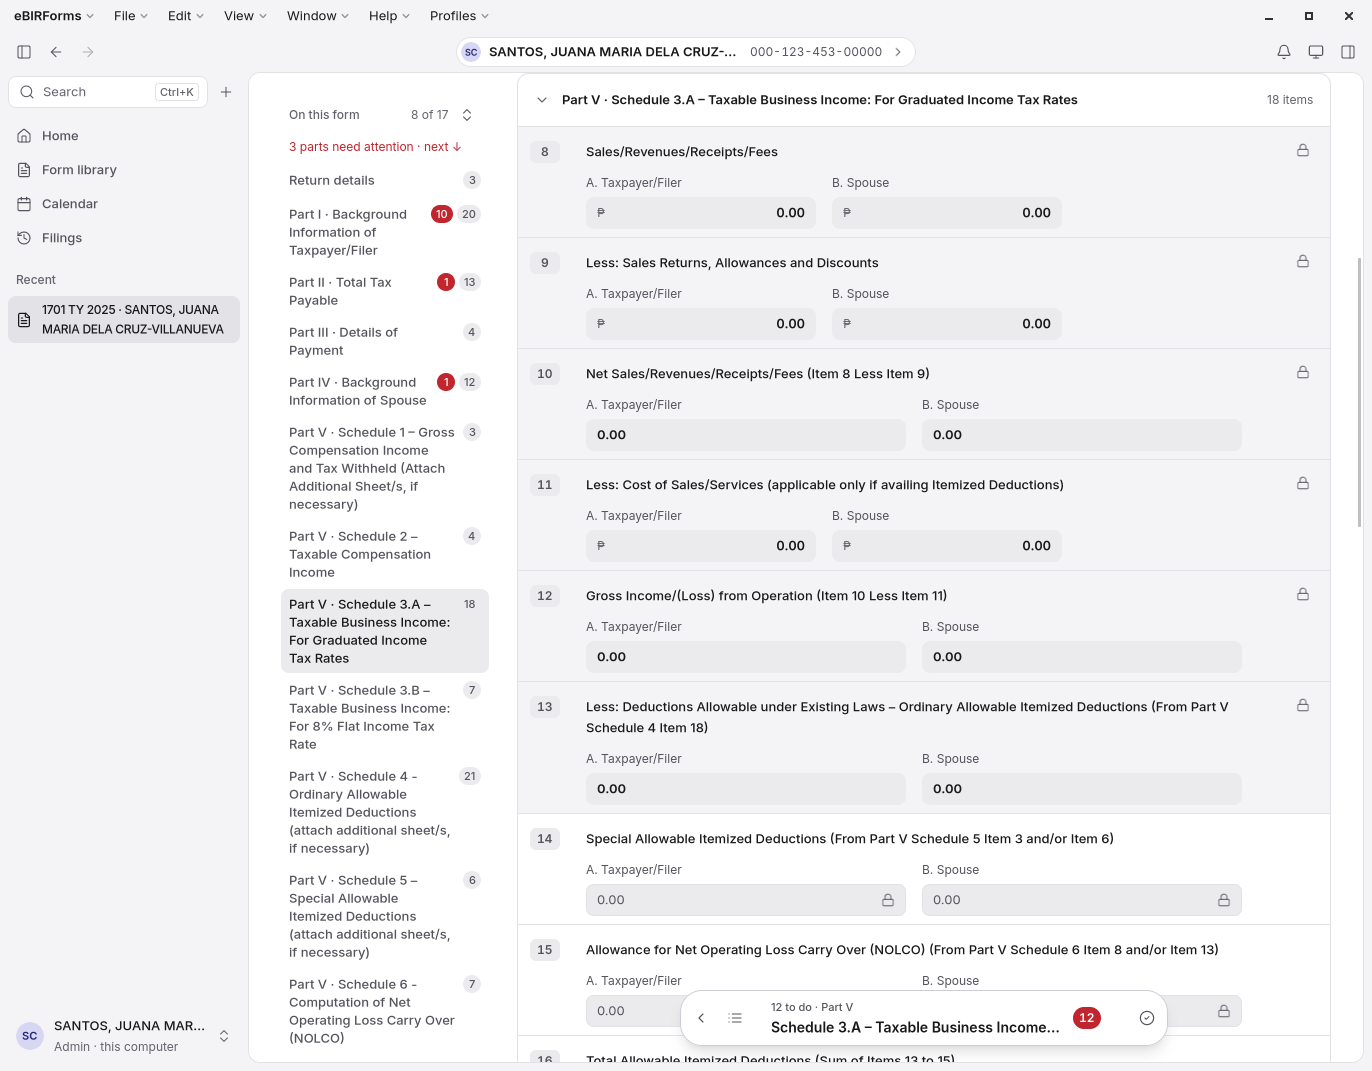 eBIRForms
File
Edit
View
Window
Help
Profiles
SC
SANTOS, JUANA MARIA DELA CRUZ-...
000-123-453-00000
Search
Ctrl+K
Home
Form library
Calendar
Filings
Recent
1701 TY 2025 · SANTOS, JUANA
MARIA DELA CRUZ-VILLANUEVA
SC
SANTOS, JUANA MAR...
Admin · this computer
On this form
8 of 17
3 parts need attention · next ↓
Return details
3
Part I · Background
Information of
Taxpayer/Filer
10
20
Part II · Total Tax
Payable
1
13
Part III · Details of
Payment
4
Part IV · Background
Information of Spouse
1
12
Part V · Schedule 1 – Gross
Compensation Income
and Tax Withheld (Attach
Additional Sheet/s, if
necessary)
3
Part V · Schedule 2 –
Taxable Compensation
Income
4
Part V · Schedule 3.A –
Taxable Business Income:
For Graduated Income
Tax Rates
18
Part V · Schedule 3.B –
Taxable Business Income:
For 8% Flat Income Tax
Rate
7
Part V · Schedule 4 -
Ordinary Allowable
Itemized Deductions
(attach additional sheet/s,
if necessary)
21
Part V · Schedule 5 –
Special Allowable
Itemized Deductions
(attach additional sheet/s,
if necessary)
6
Part V · Schedule 6 -
Computation of Net
Operating Loss Carry Over
(NOLCO)
7
Part V · Schedule 3.A – Taxable Business Income: For Graduated Income Tax Rates
18 items
8
Sales/Revenues/Receipts/Fees
A. Taxpayer/Filer
B. Spouse
₱ 0.00
₱ 0.00
9
Less: Sales Returns, Allowances and Discounts
A. Taxpayer/Filer
B. Spouse
₱ 0.00
₱ 0.00
10
Net Sales/Revenues/Receipts/Fees (Item 8 Less Item 9)
A. Taxpayer/Filer
B. Spouse
0.00
0.00
11
Less: Cost of Sales/Services (applicable only if availing Itemized Deductions)
A. Taxpayer/Filer
B. Spouse
₱ 0.00
₱ 0.00
12
Gross Income/(Loss) from Operation (Item 10 Less Item 11)
A. Taxpayer/Filer
B. Spouse
0.00
0.00
13
Less: Deductions Allowable under Existing Laws – Ordinary Allowable Itemized Deductions (From Part V
Schedule 4 Item 18)
A. Taxpayer/Filer
B. Spouse
0.00
0.00
14
Special Allowable Itemized Deductions (From Part V Schedule 5 Item 3 and/or Item 6)
A. Taxpayer/Filer
B. Spouse
0.00
0.00
15
Allowance for Net Operating Loss Carry Over (NOLCO) (From Part V Schedule 6 Item 8 and/or Item 13)
A. Taxpayer/Filer
B. Spouse
0.00
16
Total Allowable Itemized Deductions (Sum of Items 13 to 15)
12 to do · Part V
Schedule 3.A – Taxable Business Income...
12